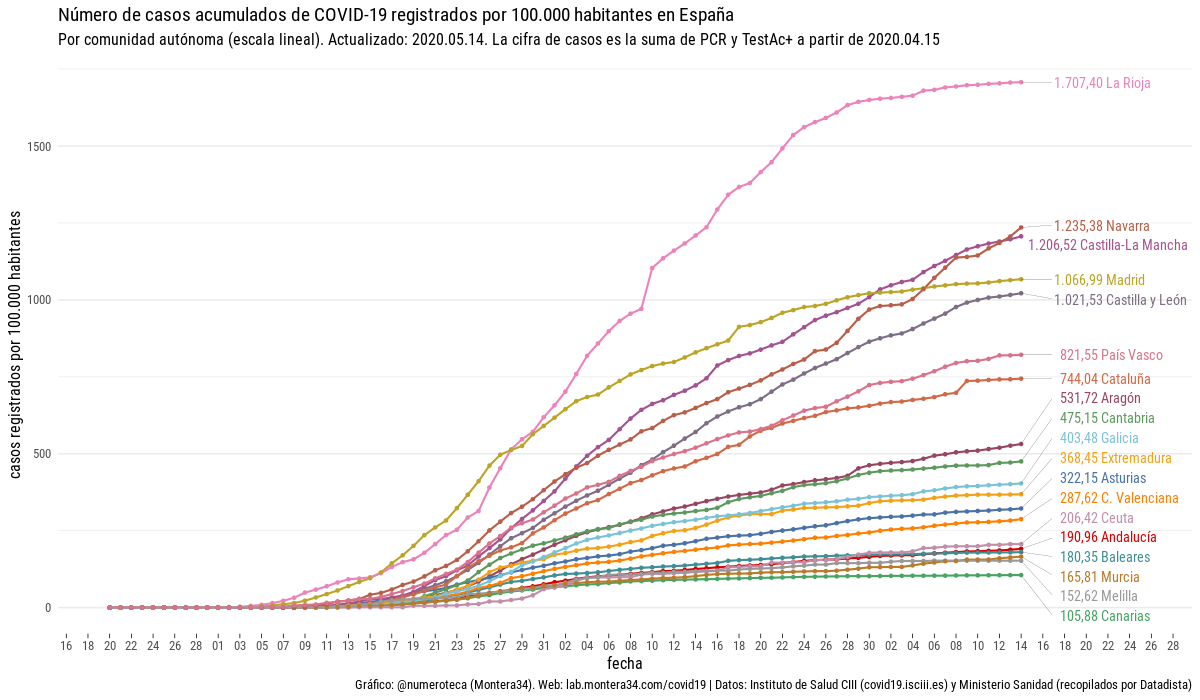 Número de casos acumulados de COVID-19 registrados por 100.000 habitantes en España
Por comunidad autónoma (escala lineal). Actualizado: 2020.05.14. La cifra de casos es la suma de PCR y TestAc+ a partir de 2020.04.15
casos registrados por 100.000 habitantes
1500
1000
500
0
1.707,40 La Rioja
1.235,38 Navarra
1.206,52 Castilla-La Mancha
1.066,99 Madrid
1.021,53 Castilla y León
821,55 País Vasco
744,04 Cataluña
531,72 Aragón
475,15 Cantabria
403,48 Galicia
368,45 Extremadura
322,15 Asturias
287,62 C. Valenciana
206,42 Ceuta
190,96 Andalucía
180,35 Baleares
165,81 Murcia
152,62 Melilla
105,88 Canarias
16 18 20 22 24 26 28 01 03 05 07 09 11 13 15 17 19 21 23 25 27 29 31 02 04 06 08 10 12 14 16 18 20 22 24 26 28 30 02 04 06 08 10 12 14 16 18 20 22 24 26 28
fecha
Gráfico: @numeroteca (Montera34). Web: lab.montera34.com/covid19 | Datos: Instituto de Salud CIII (covid19.isciii.es) y Ministerio Sanidad (recopilados por Datadista)